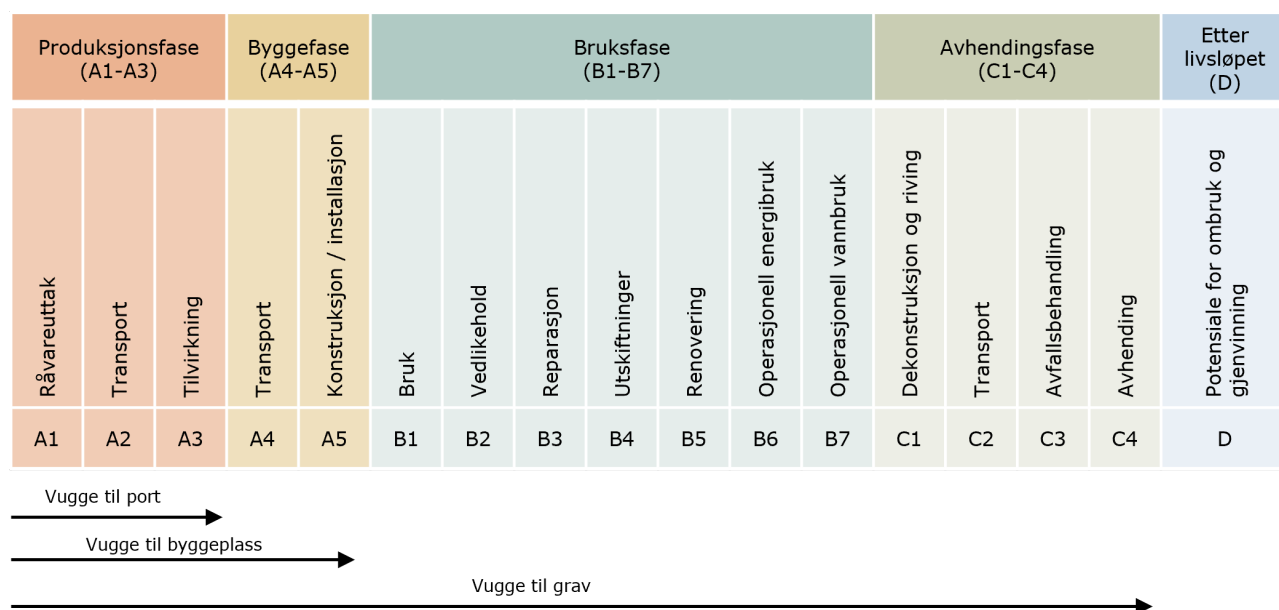 Produksjonsfase
(A1-A3)
Byggefase
(A4-A5)
Bruksfase
(B1-B7)
Avhendingsfase
(C1-C4)
Etter
livsløpet
(D)
Råvareuttak
Transport
Tilvirkning
Transport
Konstruksjon / installasjon
Bruk
Vedlikehold
Reparasjon
Utskiftninger
Renovering
Operasjonell energibruk
Operasjonell vannbruk
Dekonstruksjon og riving
Transport
Avfallsbehandling
Avhending
Potensiale for ombruk og
gjenvinning
A1
A2
A3
A4
A5
B1
B2
B3
B4
B5
B6
B7
C1
C2
C3
C4
D
Vugge til port
Vugge til byggeplass
Vugge til grav